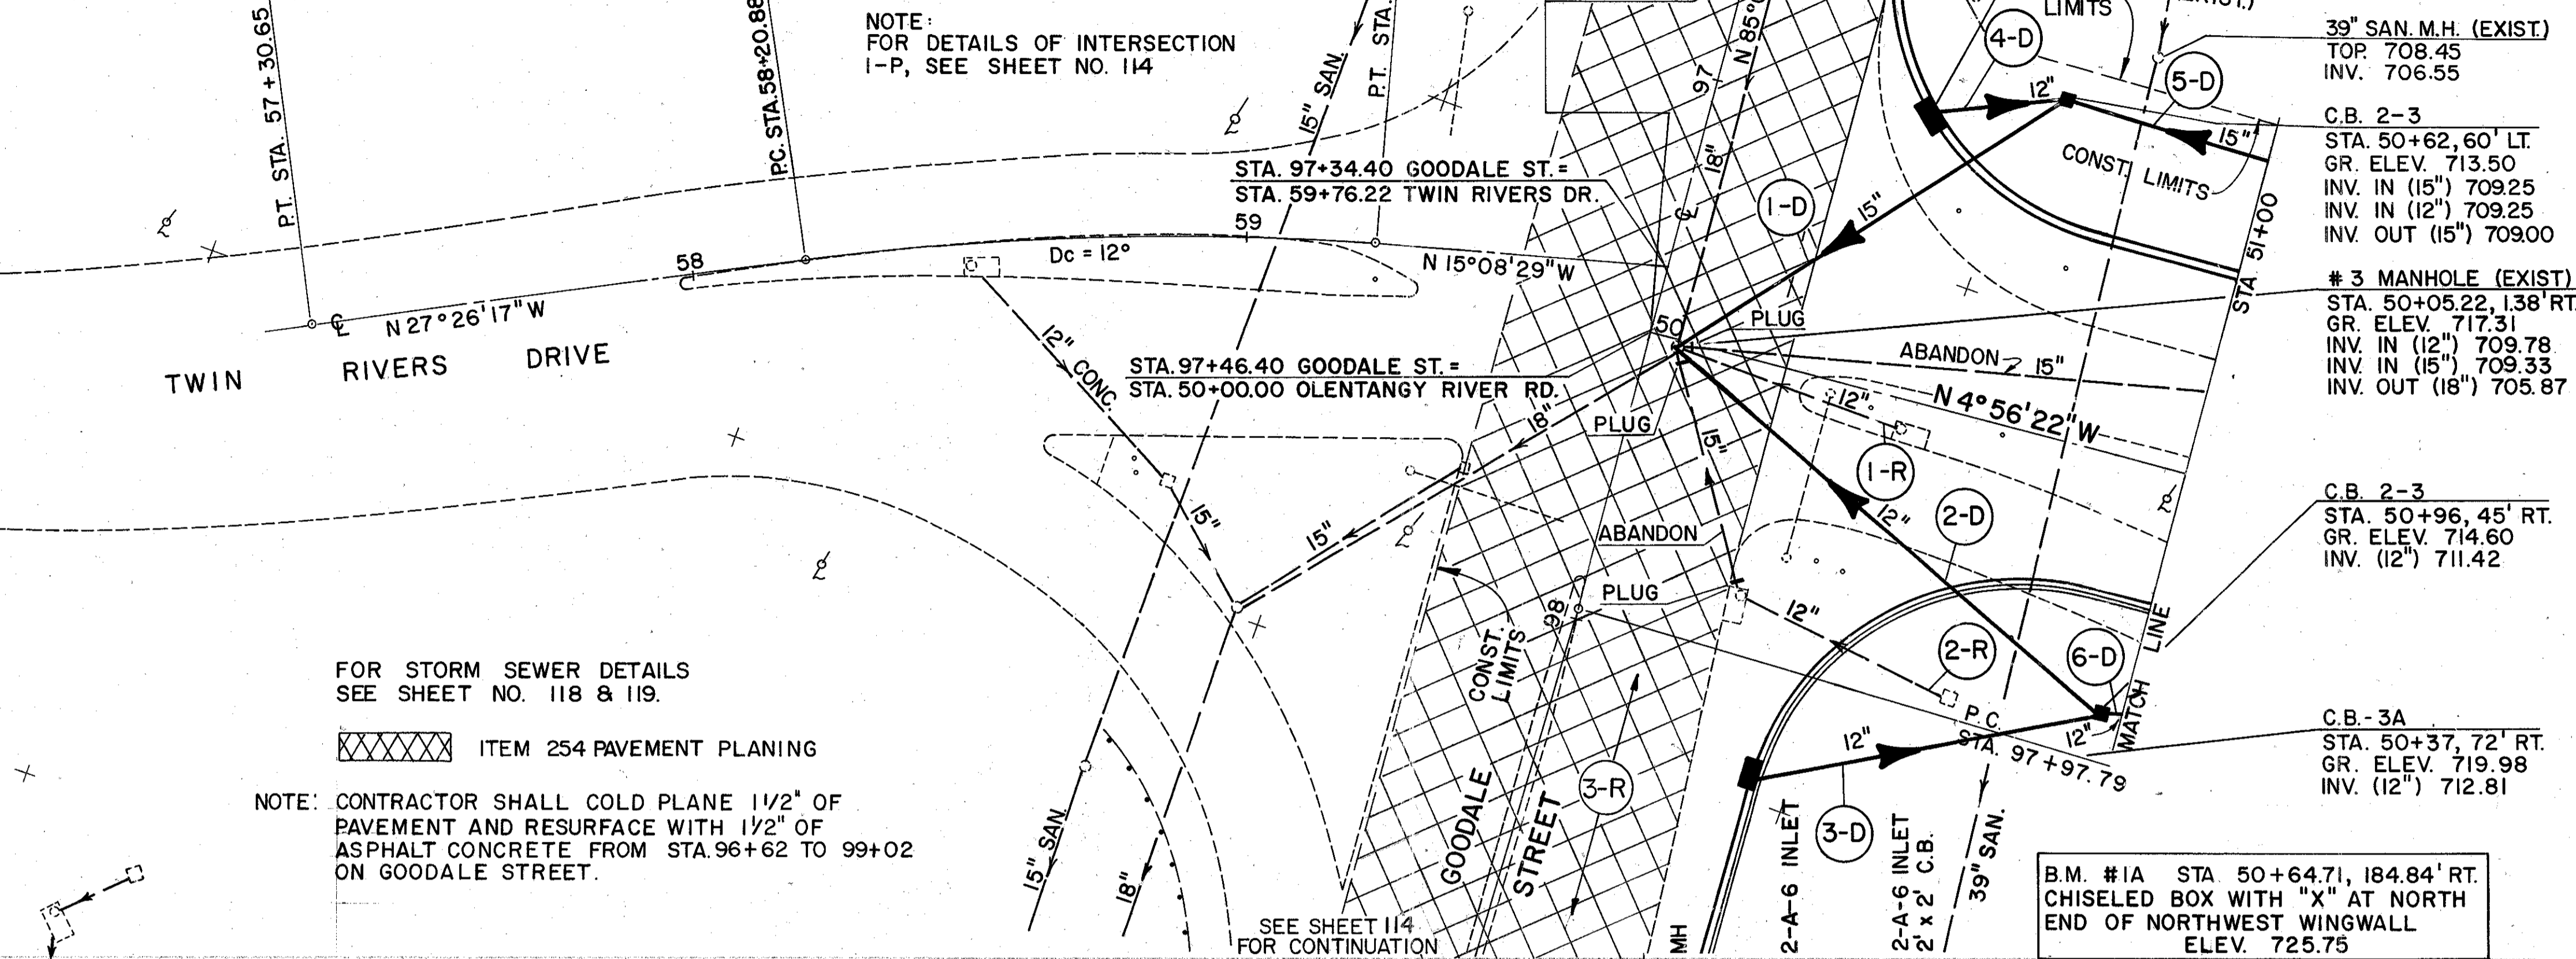 P.T. STA. 57 + 30.65
P.C. STA. 58+20.88
NOTE:
FOR DETAILS OF INTERSECTION
1-P, SEE SHEET NO. 114
15" SAN.
P.T. STA.
97
N 85°
18"
LIMITS
4-D
12"
5-D
15"
CONST. LIMITS
39" SAN. M.H. (EXIST.)
TOP 708.45
INV. 706.55
C.B. 2-3
STA. 50+62, 60' LT.
GR. ELEV. 713.50
INV. IN (15") 709.25
INV. IN (12") 709.25
INV. OUT (15") 709.00
STA. 97+34.40 GOODALE ST. =
STA. 59+76.22 TWIN RIVERS DR.
1-D
15"
STA 51+00
58
59
Dc = 12°
N 15°08'29" W
℄
N 27°26'17" W
TWIN RIVERS DRIVE
12" CONC.
# 3 MANHOLE (EXIST)
STA. 50+05.22, 1.38' RT.
GR. ELEV. 717.31
INV. IN (12") 709.78
INV. IN (15") 709.33
INV. OUT (18") 705.87
50
PLUG
ABANDON 15"
N 4°56'22" W
STA. 97+46.40 GOODALE ST. =
STA. 50+00.00 OLENTANGY RIVER RD.
18"
PLUG
15"
12"
1-R
12"
2-D
15"
15"
ABANDON
PLUG
98
12"
2-R
6-D
C.B. 2-3
STA. 50+96, 45' RT.
GR. ELEV. 714.60
INV. (12") 711.42
MATCH LINE
FOR STORM SEWER DETAILS
SEE SHEET NO. 118 & 119.
ITEM 254 PAVEMENT PLANING
NOTE: CONTRACTOR SHALL COLD PLANE 1 1/2" OF
PAVEMENT AND RESURFACE WITH 1 1/2" OF
ASPHALT CONCRETE FROM STA. 96+62 TO 99+02
ON GOODALE STREET.
CONST.
LIMITS
P.C.
STA. 97+97.79
12"
12"
C.B.-3A
STA. 50+37, 72' RT.
GR. ELEV. 719.98
INV. (12") 712.81
GOODALE
STREET
3-R
3-D
15" SAN.
18"
MH
2-A-6 INLET
2-A-6 INLET
2' x 2' C.B.
39" SAN.
SEE SHEET 114
FOR CONTINUATION
B.M. #1A STA 50+64.71, 184.84' RT.
CHISELED BOX WITH "X" AT NORTH
END OF NORTHWEST WINGWALL
ELEV. 725.75